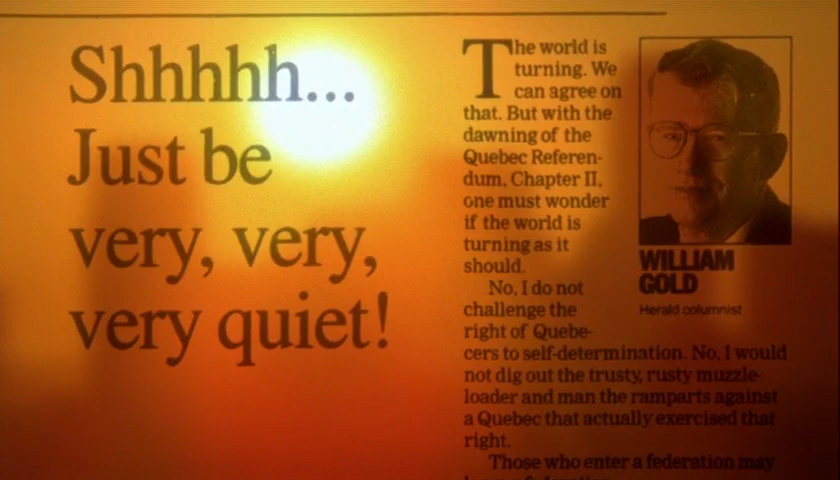 Shhhhh...
Just be
very, very,
very quiet!
The world is
turning. We
can agree on
that. But with the
dawning of the
Quebec Referen-
dum, Chapter II,
one must wonder
if the world is
turning as it
should.
No, I do not
challenge the
right of Quebe-
cers to self-determination. No, I would
not dig out the trusty, rusty muzzle-
loader and man the ramparts against
a Quebec that actually exercised that
right.
Those who enter a federation may
WILLIAM
GOLD
Herald columnist